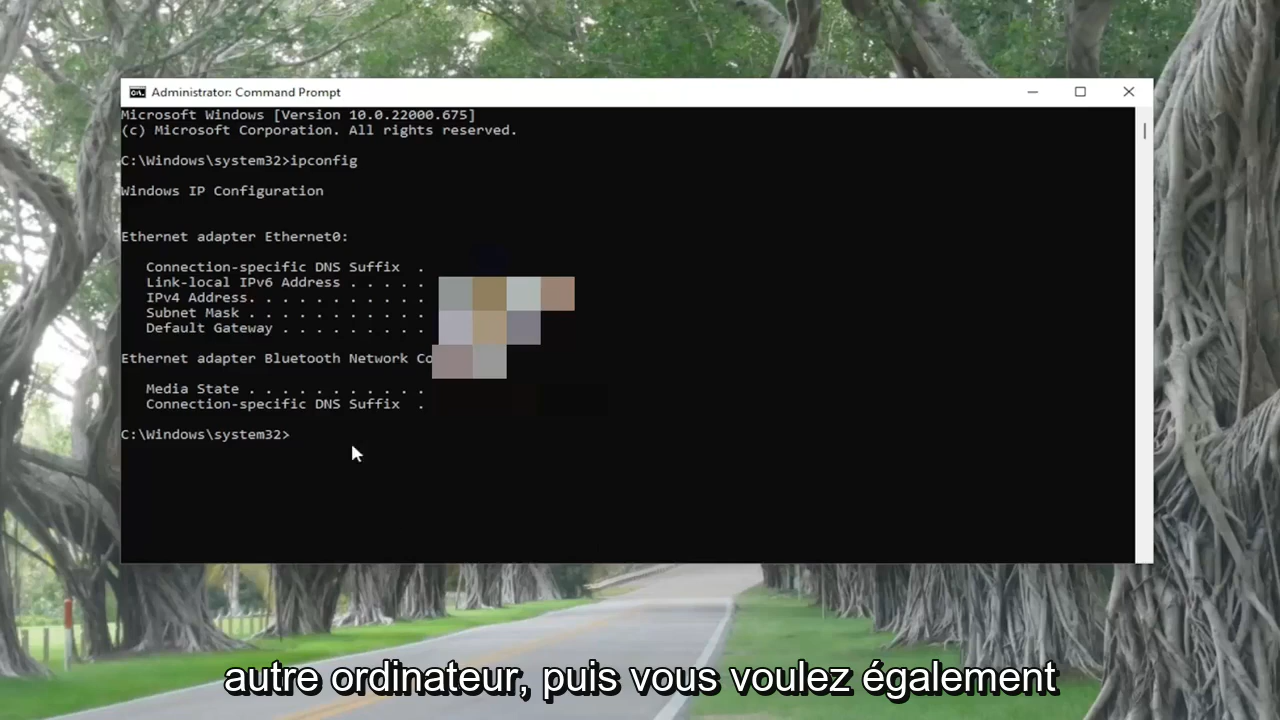 Administrator: Command Prompt
Microsoft Windows [Version 10.0.22000.675]
(c) Microsoft Corporation. All rights reserved.
C:\Windows\system32>ipconfig
Windows IP Configuration
Ethernet adapter Ethernet0:
Connection-specific DNS Suffix  .
Link-local IPv6 Address . . . . .
IPv4 Address. . . . . . . . . . .
Subnet Mask . . . . . . . . . . .
Default Gateway . . . . . . . . .
Ethernet adapter Bluetooth Network Co
Media State . . . . . . . . . . .
Connection-specific DNS Suffix  .
C:\Windows\system32>
autre ordinateur, puis vous voulez également